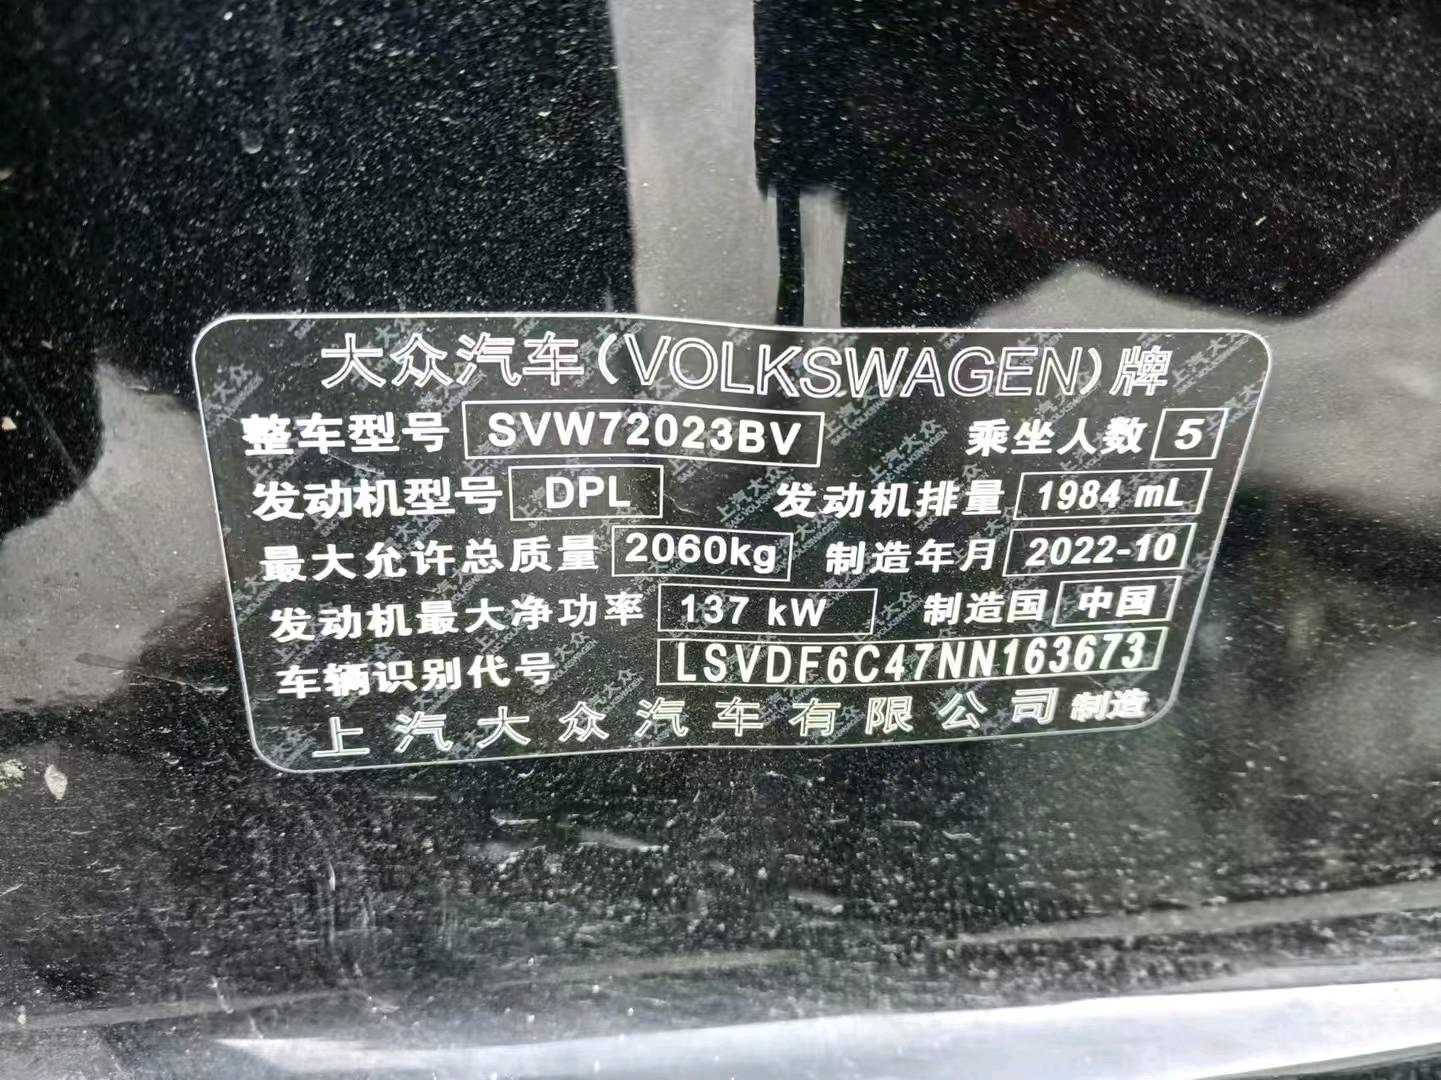 大众汽车(VOLKSWAGEN)牌
整车型号 SVW72023BV 乘坐人数 5
发动机型号 DPL 发动机排量 1984 mL
最大允许总质量 2060kg 制造年月 2022-10
发动机最大净功率 137 kW 制造国 中国
车辆识别代号 LSVDF6C47NN163673
上汽大众汽车有限公司 制造